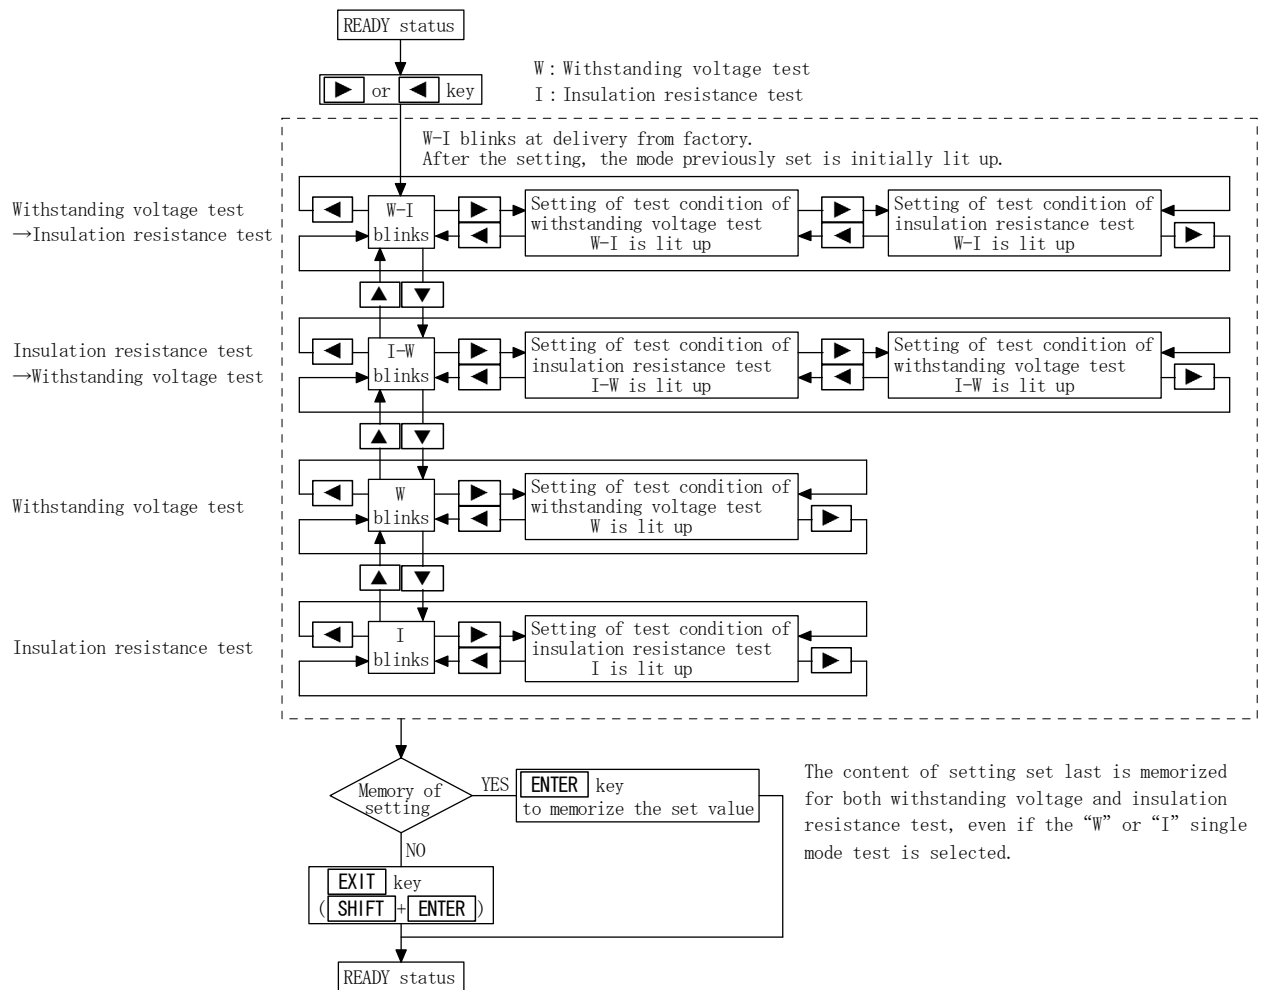 READY status
▶ or ◀ key
W：Withstanding voltage test
I：Insulation resistance test
W-I blinks at delivery from factory.
After the setting, the mode previously set is initially lit up.
Withstanding voltage test
→Insulation resistance test
◀
W-I
blinks
▶
◀
Setting of test condition of
withstanding voltage test
W-I is lit up
▶
◀
Setting of test condition of
insulation resistance test
W-I is lit up
▶
▲ ▼
Insulation resistance test
→Withstanding voltage test
◀
I-W
blinks
▶
◀
Setting of test condition of
insulation resistance test
I-W is lit up
▶
◀
Setting of test condition of
withstanding voltage test
I-W is lit up
▶
▲ ▼
Withstanding voltage test
◀
W
blinks
▶
◀
Setting of test condition of
withstanding voltage test
W is lit up
▶
▲ ▼
Insulation resistance test
◀
I
blinks
▶
◀
Setting of test condition of
insulation resistance test
I is lit up
▶
Memory of
setting
YES
ENTER key
to memorize the set value
The content of setting set last is memorized
for both withstanding voltage and insulation
resistance test, even if the “W” or “I” single
mode test is selected.
NO
EXIT key
(SHIFT+ENTER)
READY status